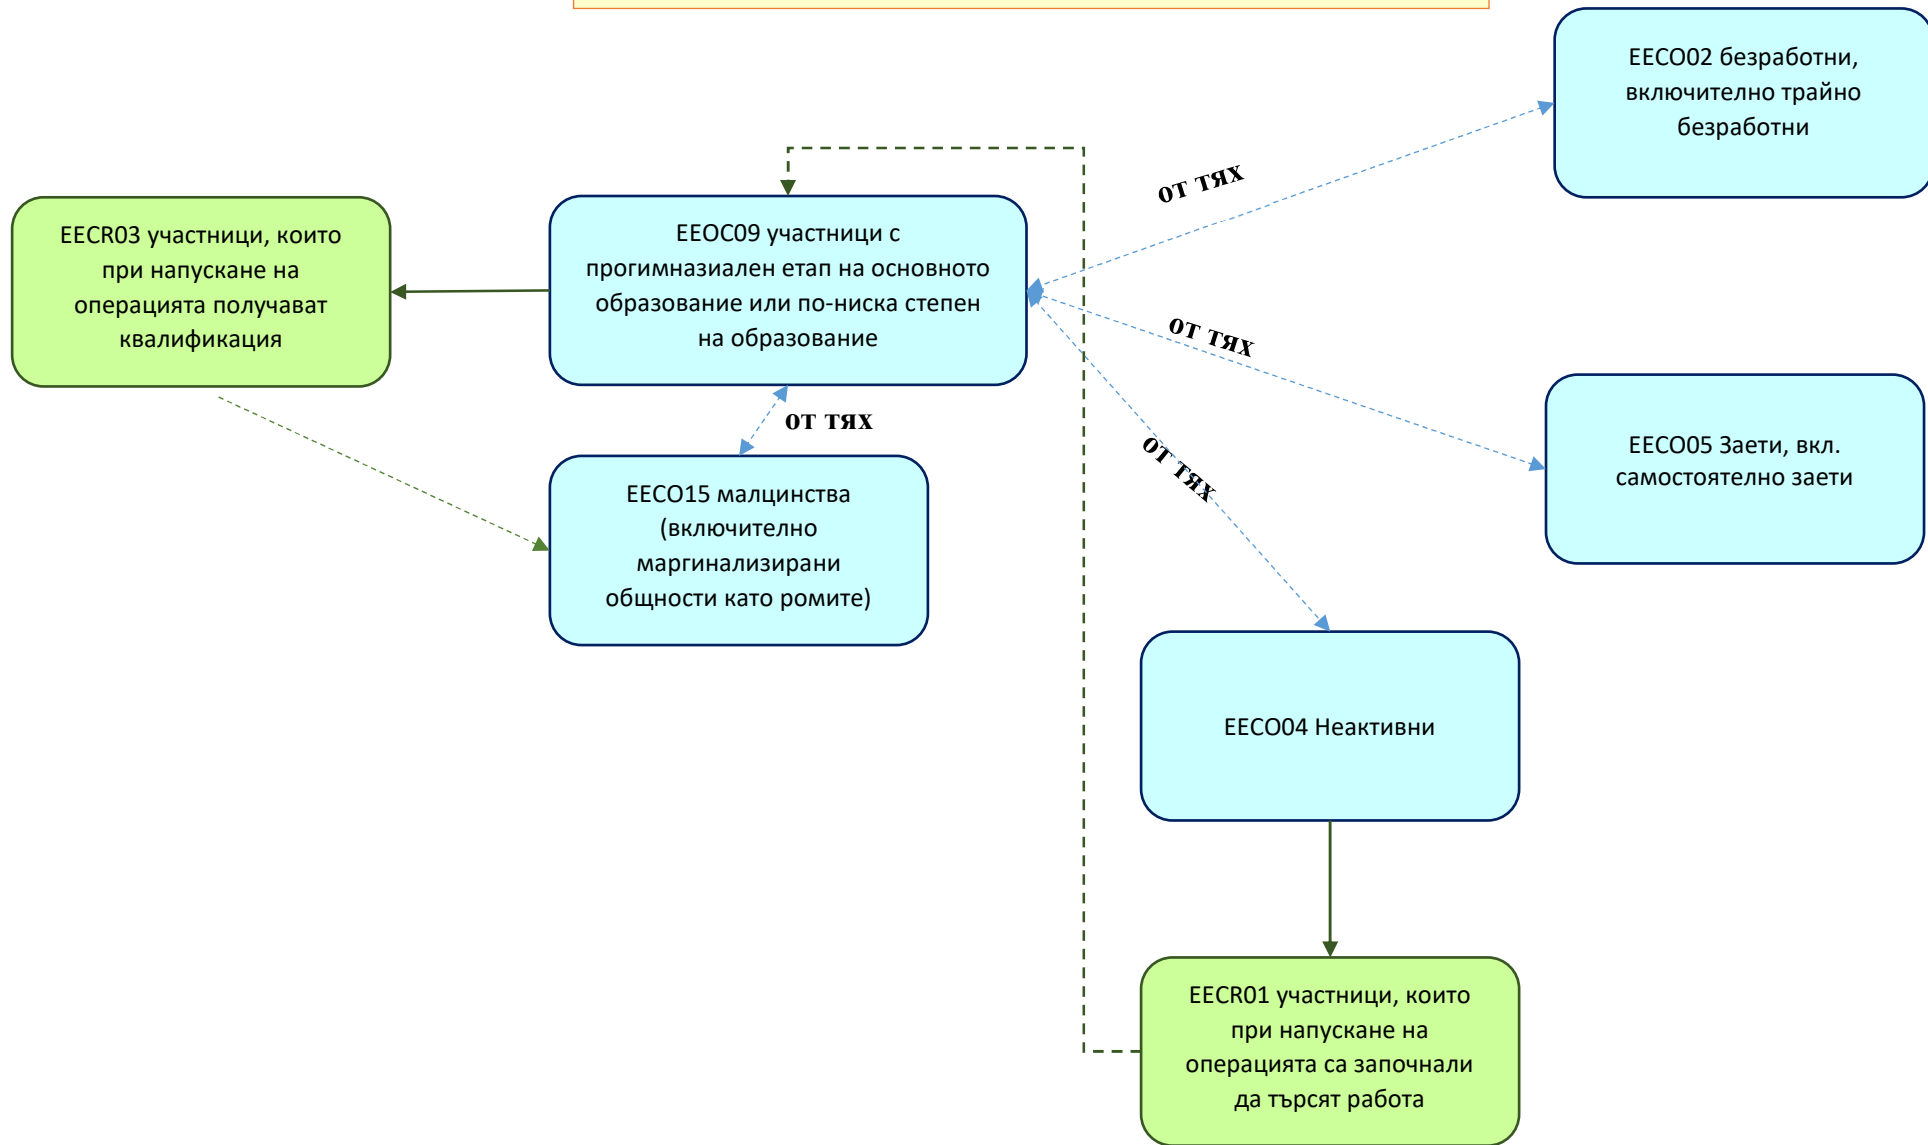 EECO02 безработни,
включително трайно
безработни
от тях
EECR03 участници, които
при напускане на
операцията получават
квалификация
EEOC09 участници с
прогимназиален етап на основното
образование или по-ниска степен
на образование
от тях
от тях
EECO05 Заети, вкл.
самостоятелно заети
от тях
EECO15 малцинства
(включително
маргинализирани
общности като ромите)
EECO04 Неактивни
EECR01 участници, които
при напускане на
операцията са започнали
да търсят работа